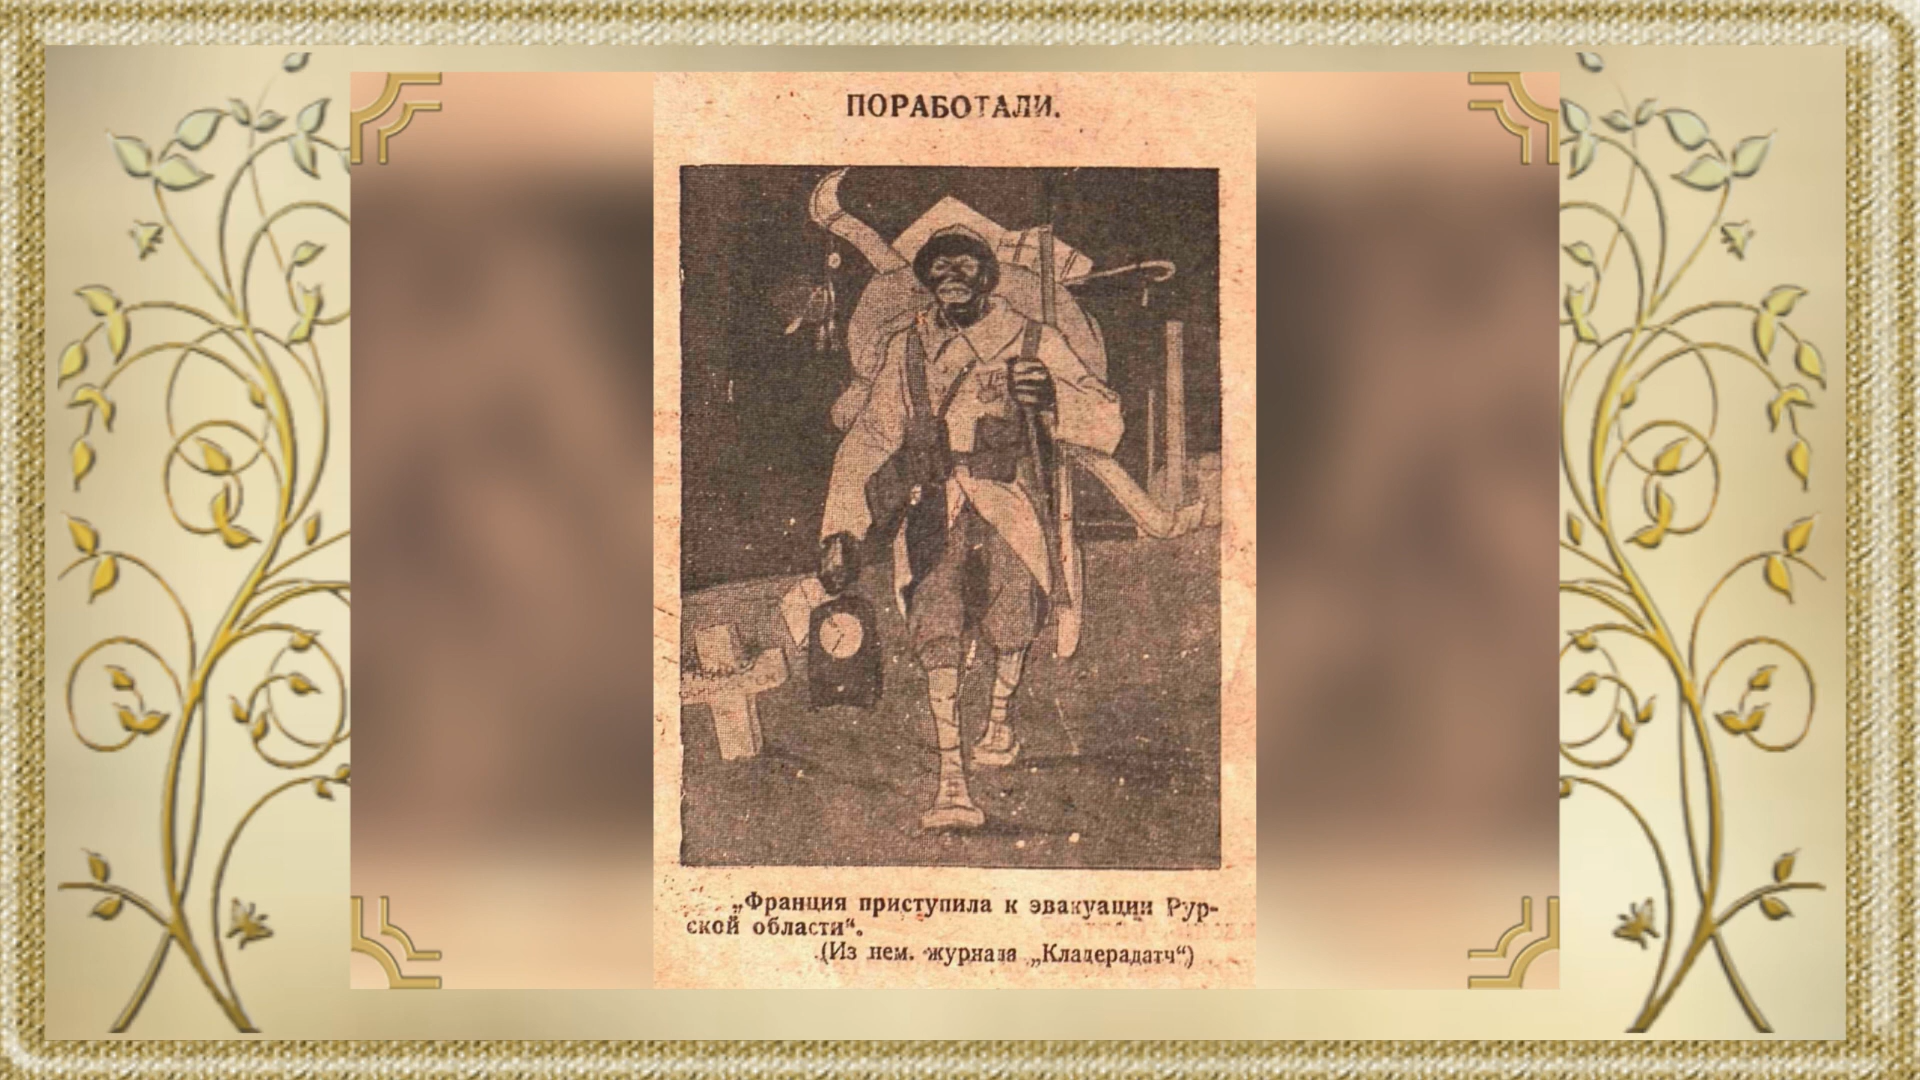 ПОРАБОТАЛИ.
„Франция приступила к эвакуации Рур-
ской области“.
(Из нем. журнала „Кладерадатч“)